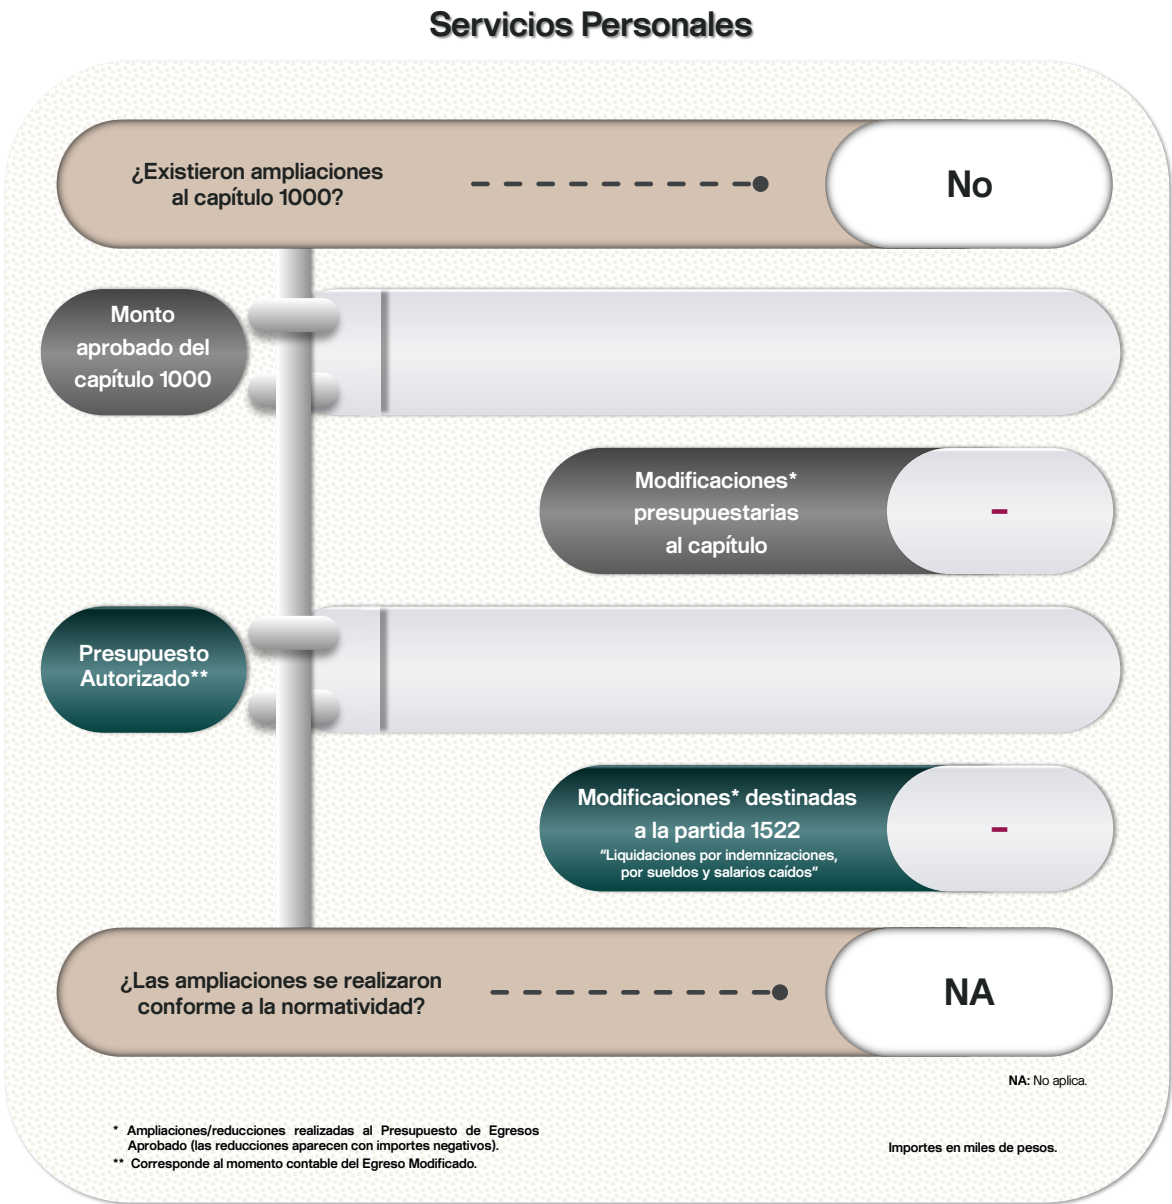 Servicios Personales
¿Existieron ampliaciones
al capítulo 1000?
No
Monto
aprobado del
capítulo 1000
Modificaciones*
presupuestarias
al capítulo
-
Presupuesto
Autorizado**
Modificaciones* destinadas
a la partida 1522
"Liquidaciones por indemnizaciones,
por sueldos y salarios caídos"
-
¿Las ampliaciones se realizaron
conforme a la normatividad?
NA
NA: No aplica.
* Ampliaciones/reducciones realizadas al Presupuesto de Egresos
Aprobado (las reducciones aparecen con importes negativos).
** Corresponde al momento contable del Egreso Modificado.
Importes en miles de pesos.